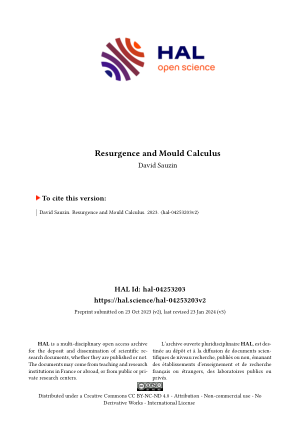 HAL
open science
Resurgence and Mould Calculus
David Sauzin
To cite this version:
David Sauzin. Resurgence and Mould Calculus. 2023. ⟨hal-04253203v2⟩
HAL Id: hal-04253203
https://hal.science/hal-04253203v2
Preprint submitted on 23 Oct 2023 (v2), last revised 23 Jan 2024 (v3)
HAL is a multi-disciplinary open access archive for the deposit and dissemination of scientific research documents, whether they are published or not. The documents may come from teaching and research institutions in France or abroad, or from public or private research centers.
L'archive ouverte pluridisciplinaire HAL, est destinée au dépôt et à la diffusion de documents scientifiques de niveau recherche, publiés ou non, émanant des établissements d'enseignement et de recherche français ou étrangers, des laboratoires publics ou privés.
Distributed under a Creative Commons CC BY-NC-ND 4.0 - Attribution - Non-commercial use - No
Derivative Works - International License